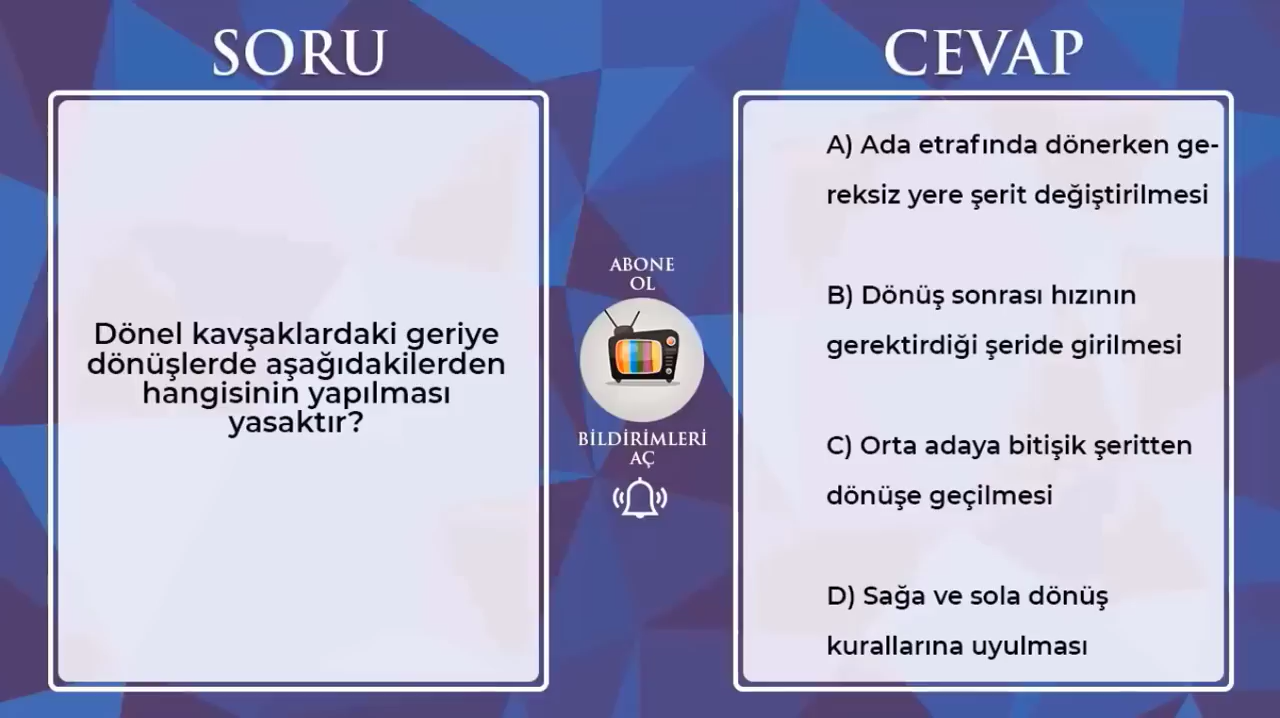 SORU
Dönel kavşaklardaki geriye
dönüşlerde aşağıdakilerden
hangisinin yapılması
yasaktır?
ABONE
OL
BİLDİRİMLERİ
AÇ
CEVAP
A) Ada etrafında dönerken ge-
reksiz yere şerit değiştirilmesi
B) Dönüş sonrası hızının
gerektirdiği şeride girilmesi
C) Orta adaya bitişik şeritten
dönüşe geçilmesi
D) Sağa ve sola dönüş
kurallarına uyulması